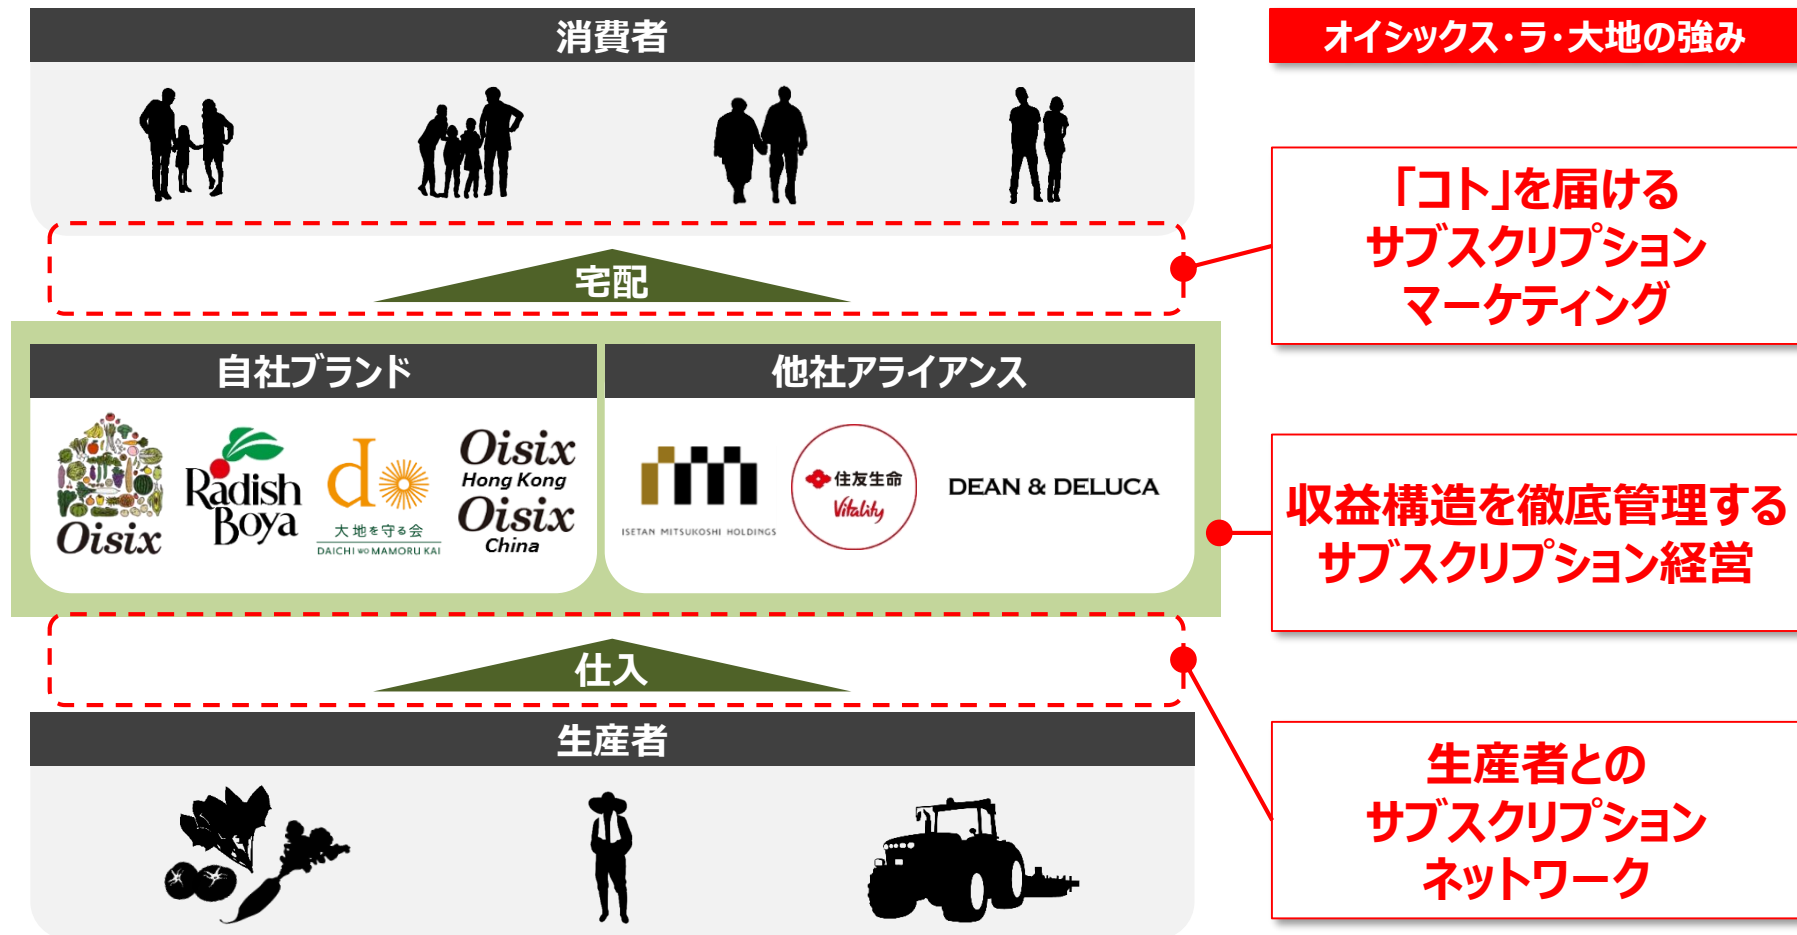 消費者
宅配
自社ブランド
Oisix
Radish
Boya
do
大地を守る会
DAICHI WO MAMORU KAI
Oisix
Hong Kong
Oisix
China
他社アライアンス
ISETAN MITSUKOSHI HOLDINGS
住友生命
Vitality
DEAN & DELUCA
仕入
生産者
オイシックス・ラ・大地の強み
「コト」を届ける
サブスクリプション
マーケティング
収益構造を徹底管理する
サブスクリプション経営
生産者との
サブスクリプション
ネットワーク